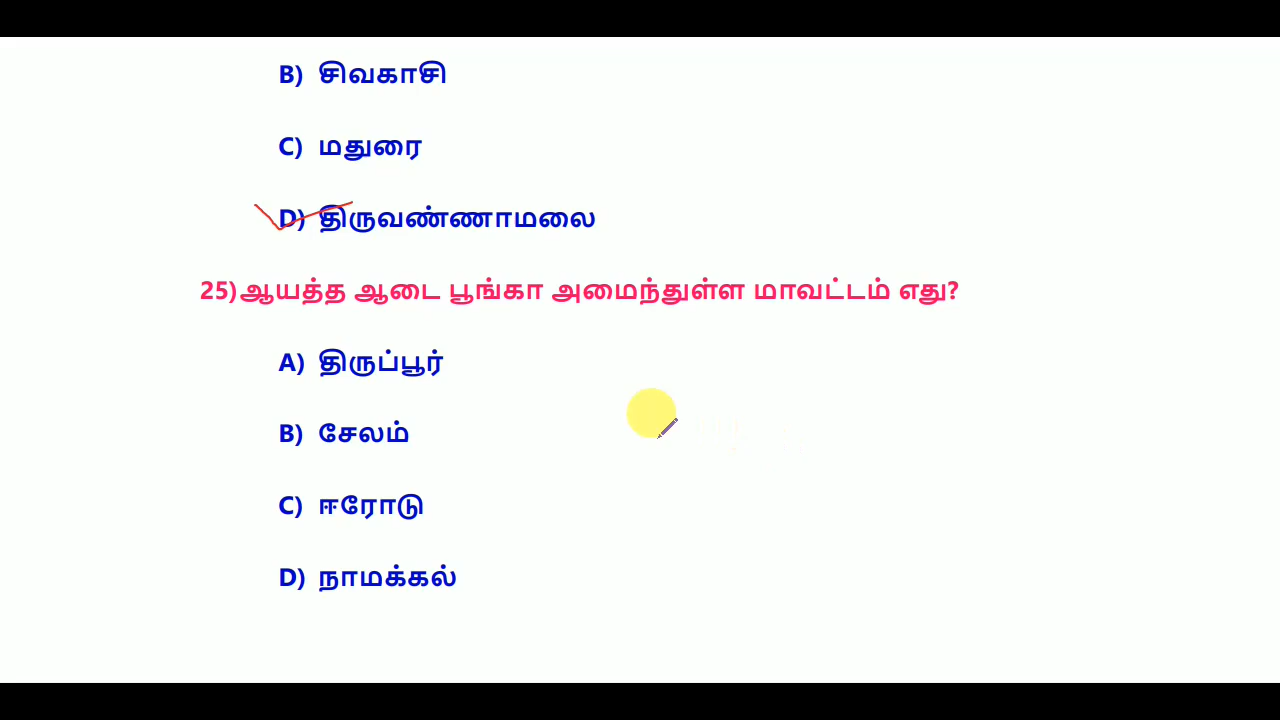 B) சிவகாசி
C) மதுரை
D) திருவண்ணாமலை
25)ஆயத்த ஆடை பூங்கா அமைந்துள்ள மாவட்டம் எது?
A) திருப்பூர்
B) சேலம்
C) ஈரோடு
D) நாமக்கல்